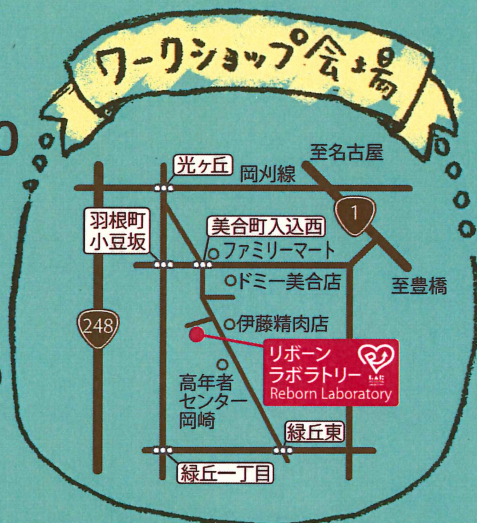 ワークショップ会場
光ヶ丘
岡刈線
至名古屋
1
羽根町
小豆坂
美合町入込西
ファミリーマート
ドミー美合店
至豊橋
248
伊藤精肉店
リボーン
ラボラトリー
Reborn Laboratory
高年者
センター
岡崎
緑丘東
緑丘一丁目